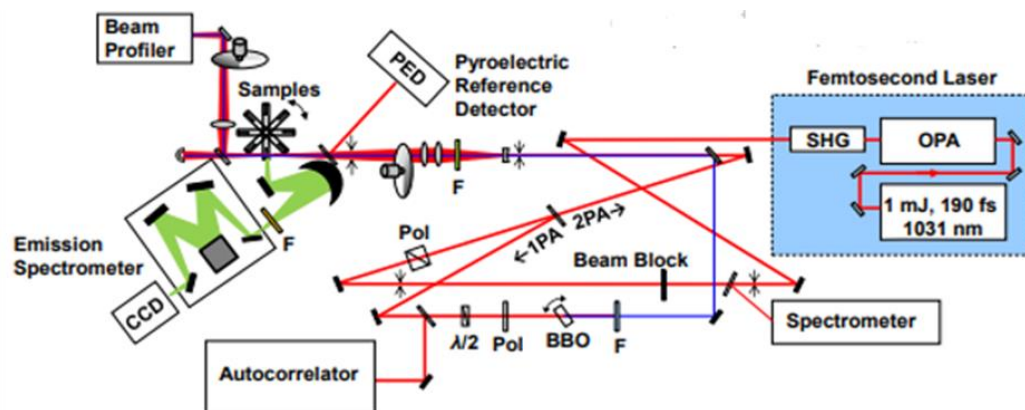 Beam
Profiler
Samples
PED
Pyroelectric
Reference
Detector
Femtosecond Laser
SHG
OPA
1 mJ, 190 fs
1031 nm
F
F
Emission
Spectrometer
CCD
Pol
←1PA 2PA→
Beam Block
Spectrometer
λ/2
Pol
BBO
F
Autocorrelator